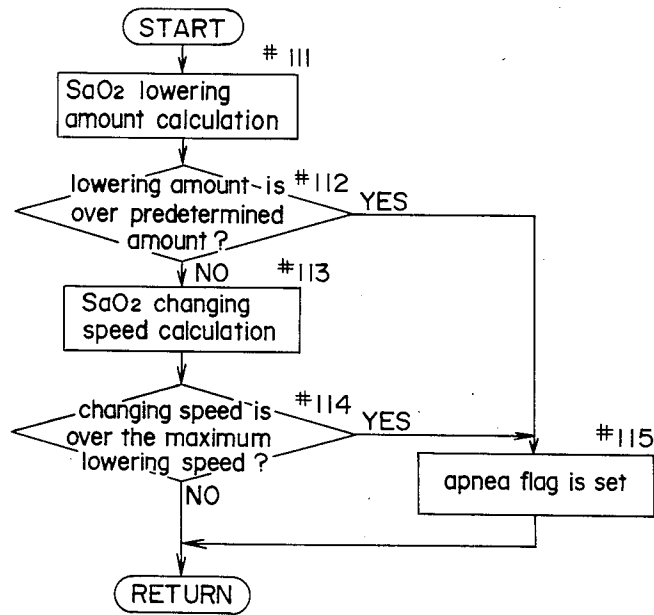 START
#111
SaO2 lowering
amount calculation
lowering amount is
#112
over predetermined
amount?
YES
NO
#113
SaO2 changing
speed calculation
changing speed is
#114
over the maximum
lowering speed?
YES
NO
#115
apnea flag is set
RETURN